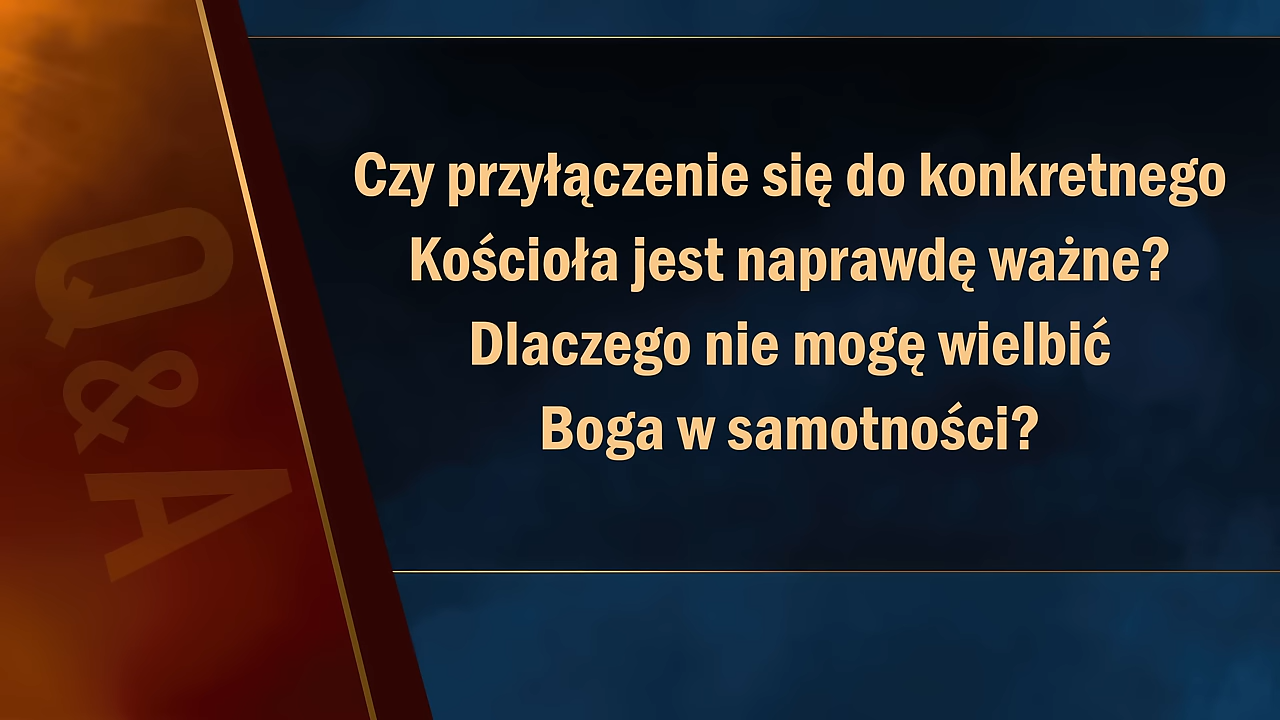 Czy przyłączenie się do konkretnego
Kościoła jest naprawdę ważne?
Dlaczego nie mogę wielbić
Boga w samotności?
Q&A